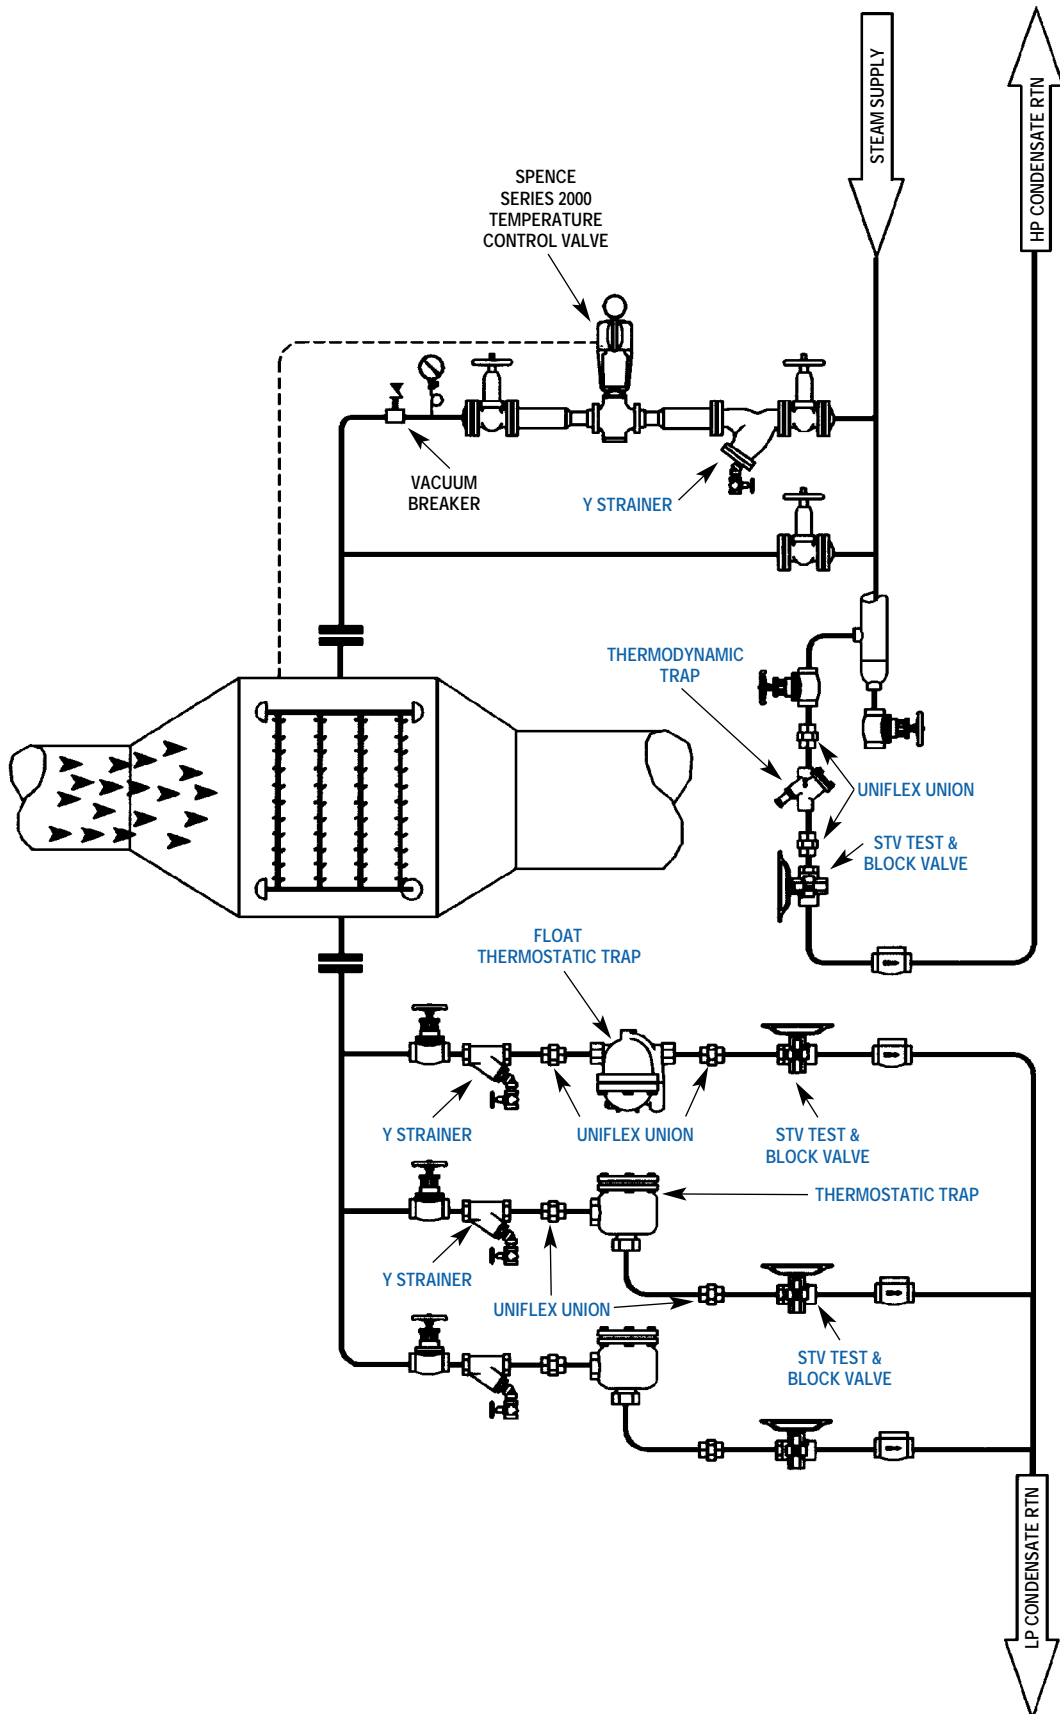 STEAM SUPPLY
HP CONDENSATE RTN
SPENCE
SERIES 2000
TEMPERATURE
CONTROL VALVE
VACUUM
BREAKER
Y STRAINER
THERMODYNAMIC
TRAP
UNIFLEX UNION
STV TEST &
BLOCK VALVE
FLOAT
THERMOSTATIC TRAP
Y STRAINER
UNIFLEX UNION
STV TEST &
BLOCK VALVE
THERMOSTATIC TRAP
Y STRAINER
UNIFLEX UNION
STV TEST &
BLOCK VALVE
LP CONDENSATE RTN